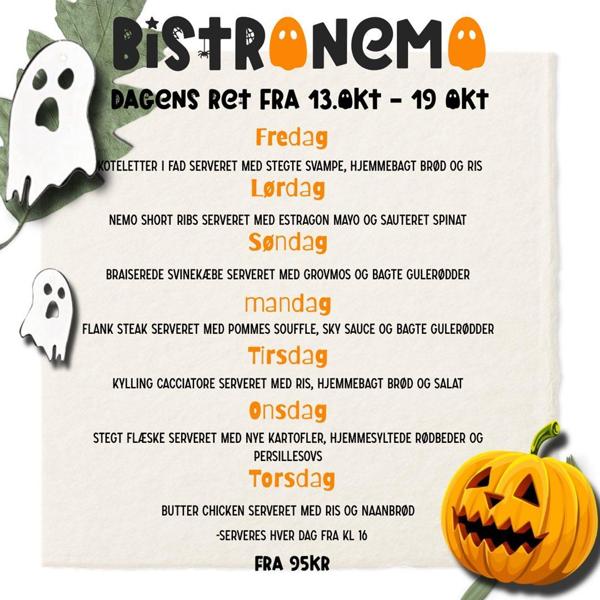 BiSTRONEMO
DAGENS RET FRA 13.OKT - 19 OKT
Fredag
KOTELETTER I FAD SERVERET MED STEGTE SVAMPE, HJEMMEBAGT BRØD OG RIS
Lørdag
NEMO SHORT RIBS SERVERET MED ESTRAGON MAYO OG SAUTERET SPINAT
Søndag
BRAISEREDE SVINEKÆBE SERVERET MED GROVMOS OG BAGTE GULERØDDER
mandag
FLANK STEAK SERVERET MED POMMES SOUFFLE, SKY SAUCE OG BAGTE GULERØDDER
Tirsdag
KYLLING CACCIATORE SERVERET MED RIS, HJEMMEBAGT BRØD OG SALAT
Onsdag
STEGT FLÆSKE SERVERET MED NYE KARTOFLER, HJEMMESYLTEDE RØDBEDER OG
PERSILLESOVS
Torsdag
BUTTER CHICKEN SERVERET MED RIS OG NAANBRØD
-SERVERES HVER DAG FRA KL 16
FRA 95KR